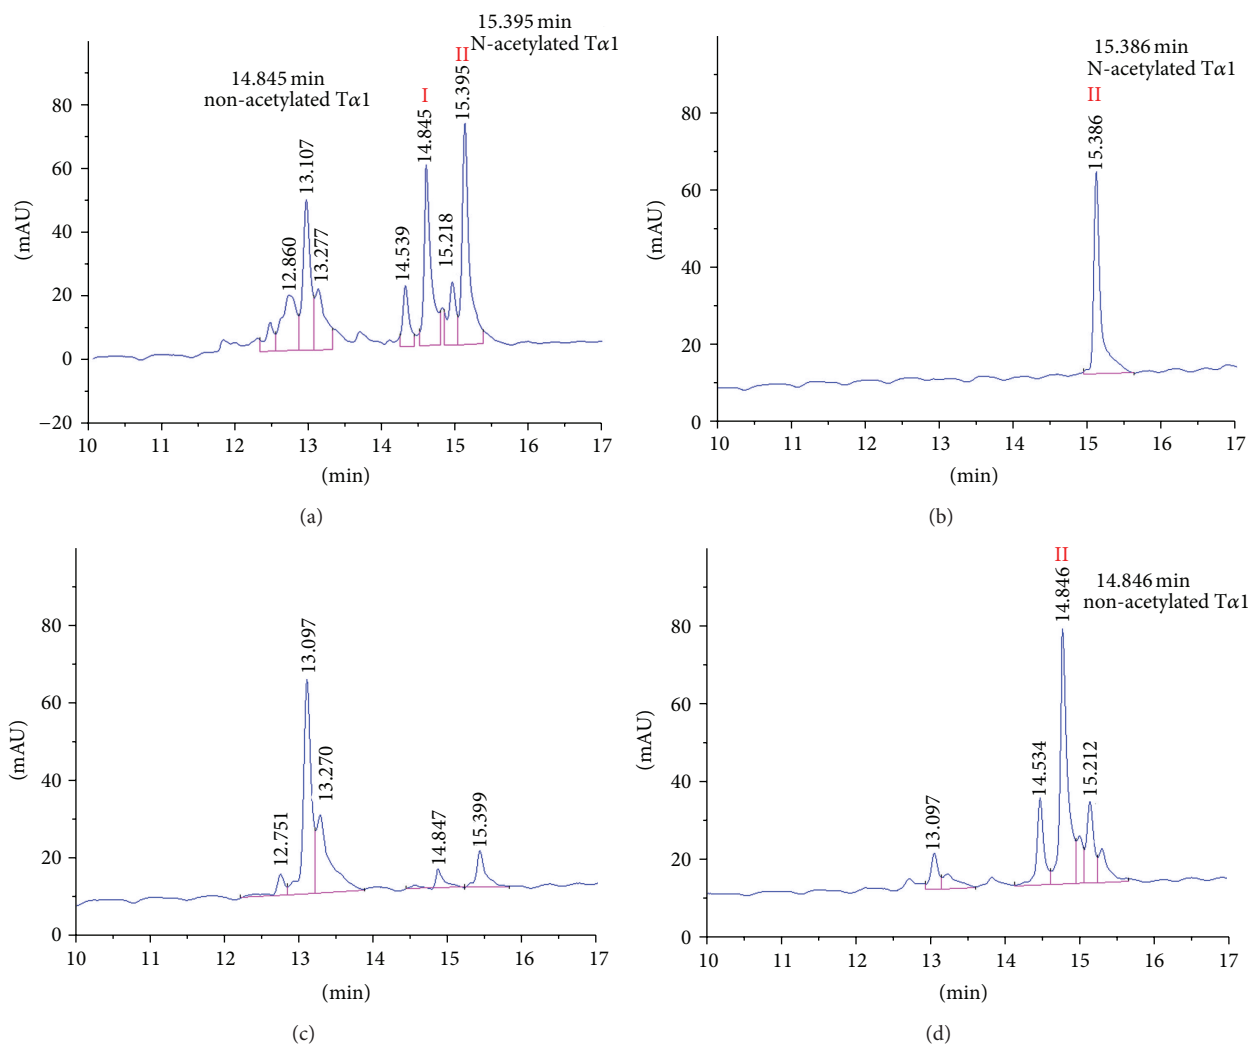 15.395 min
N-acetylated Tα1
II
15.395
14.845 min
non-acetylated Tα1
I
14.845
13.107
12.860
13.277
14.539
15.218
(mAU)
80
60
40
20
0
−20
10 11 12 13 14 15 16 17
(min)
(a)
15.386 min
N-acetylated Tα1
II
15.386
(mAU)
80
60
40
20
0
10 11 12 13 14 15 16 17
(min)
(b)
13.097
12.751
13.270
14.847
15.399
(mAU)
80
60
40
20
0
10 11 12 13 14 15 16 17
(min)
(c)
II
14.846
14.846 min
non-acetylated Tα1
13.097
14.534
15.212
(mAU)
80
60
40
20
0
10 11 12 13 14 15 16 17
(min)
(d)